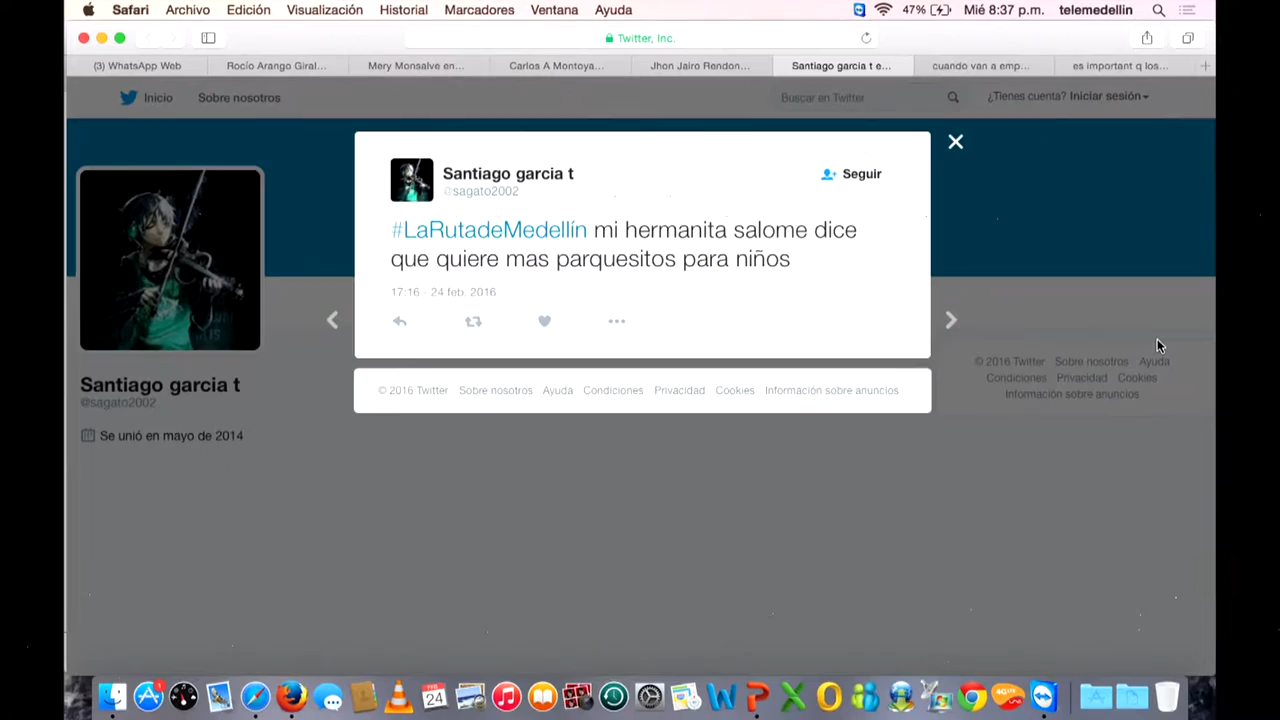 Safari Archivo Edición Visualización Historial Marcadores Ventana Ayuda 47% Mié 8:37 p.m. telemedellin
Twitter, Inc.
(3) WhatsApp Web Rocío Arango Giral... Mery Monsalve en... Carlos A Montoya... Jhon Jairo Rendon... Santiago garcia t e... cuando van a emp... es important q los...
Inicio Sobre nosotros Buscar en Twitter ¿Tienes cuenta? Iniciar sesión
Santiago garcia t
@sagato2002
Seguir
#LaRutadeMedellín mi hermanita salome dice
que quiere mas parquesitos para niños
17:16 - 24 feb. 2016
© 2016 Twitter Sobre nosotros Ayuda Condiciones Privacidad Cookies Información sobre anuncios
Santiago garcia t
@sagato2002
Se unió en mayo de 2014
© 2016 Twitter Sobre nosotros Ayuda
Condiciones Privacidad Cookies
Información sobre anuncios
FEB
24
4G